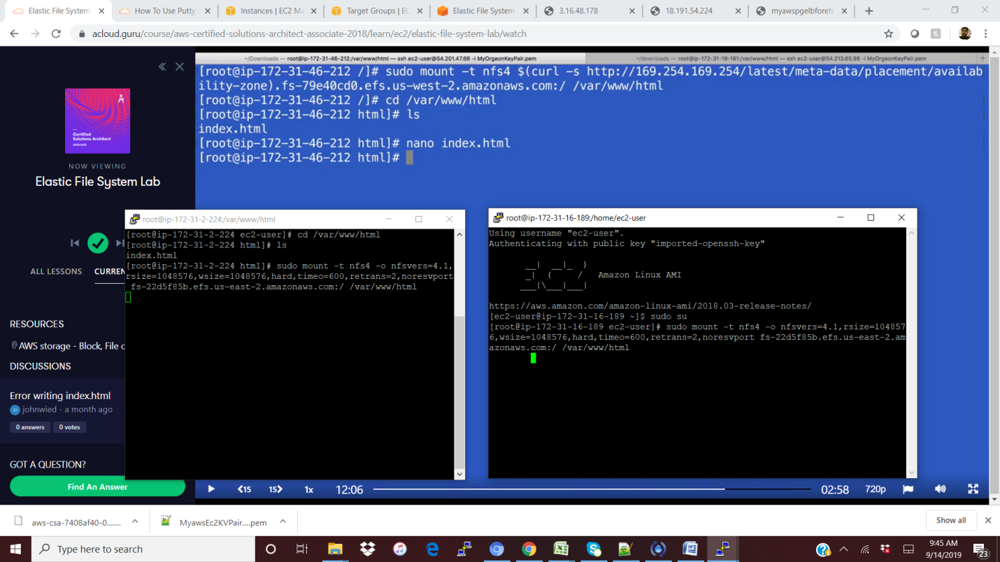 Elastic File System
How To Use Putty
Instances | EC2 Ma
Target Groups | EC
Elastic File System
3.16.48.178
18.191.54.224
myawspgelbforefs
acloud.guru/course/aws-certified-solutions-architect-associate-2018/learn/ec2/elastic-file-system-lab/watch
~/Downloads — root@ip-172-31-46-212:/var/www/html — ssh ec2-user@54.201.47.66 -i MyOrgeonKeyPair.pem
~/downloads — root@ip-172-31-19-181:/var/www/html — ssh ec2-user@54.213.65.98 -i MyOrgeonKeyPair.pem
[root@ip-172-31-46-212 /]# sudo mount -t nfs4 $(curl -s http://169.254.169.254/latest/meta-data/placement/availab
ility-zone).fs-79e40cd0.efs.us-west-2.amazonaws.com:/ /var/www/html
[root@ip-172-31-46-212 /]# cd /var/www/html
[root@ip-172-31-46-212 html]# ls
index.html
[root@ip-172-31-46-212 html]# nano index.html
[root@ip-172-31-46-212 html]#
Certified
Solutions Architect
ASSOCIATE
NOW VIEWING
Elastic File System Lab
ALL LESSONS
CURREN
RESOURCES
AWS storage - Block, File c
DISCUSSIONS
Error writing index.html
johnwied - a month ago
0 answers
0 votes
GOT A QUESTION?
Find An Answer
root@ip-172-31-2-224:/var/www/html
[root@ip-172-31-2-224 ec2-user]# cd /var/www/html
[root@ip-172-31-2-224 html]# ls
index.html
[root@ip-172-31-2-224 html]# sudo mount -t nfs4 -o nfsvers=4.1,
rsize=1048576,wsize=1048576,hard,timeo=600,retrans=2,noresvport
fs-22d5f85b.efs.us-east-2.amazonaws.com:/ /var/www/html
root@ip-172-31-16-189:/home/ec2-user
Using username "ec2-user".
Authenticating with public key "imported-openssh-key"
__| __|_ )
_| ( / Amazon Linux AMI
___|\___|___|
https://aws.amazon.com/amazon-linux-ami/2018.03-release-notes/
[ec2-user@ip-172-31-16-189 ~]$ sudo su
[root@ip-172-31-16-189 ec2-user]# sudo mount -t nfs4 -o nfsvers=4.1,rsize=104857
6,wsize=1048576,hard,timeo=600,retrans=2,noresvport fs-22d5f85b.efs.us-east-2.am
azonaws.com:/ /var/www/html
15
15
1x
12:06
02:58
720p
aws-csa-7408af40-0.......
MyawsEc2KVPair....pem
Show all
Type here to search
9:45 AM
9/14/2019
23